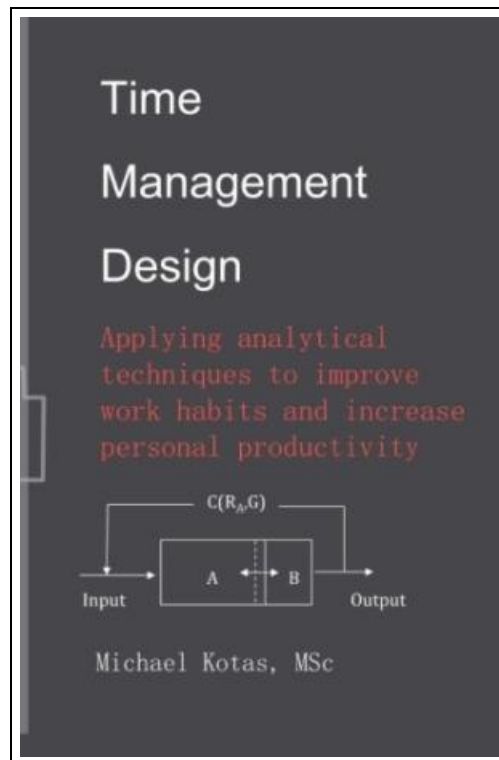 Time
Management
Design
Applying analytical
techniques to improve
work habits and increase
personal productivity
C(R_A,G)
A
B
Input
Output
Michael Kotas, MSc